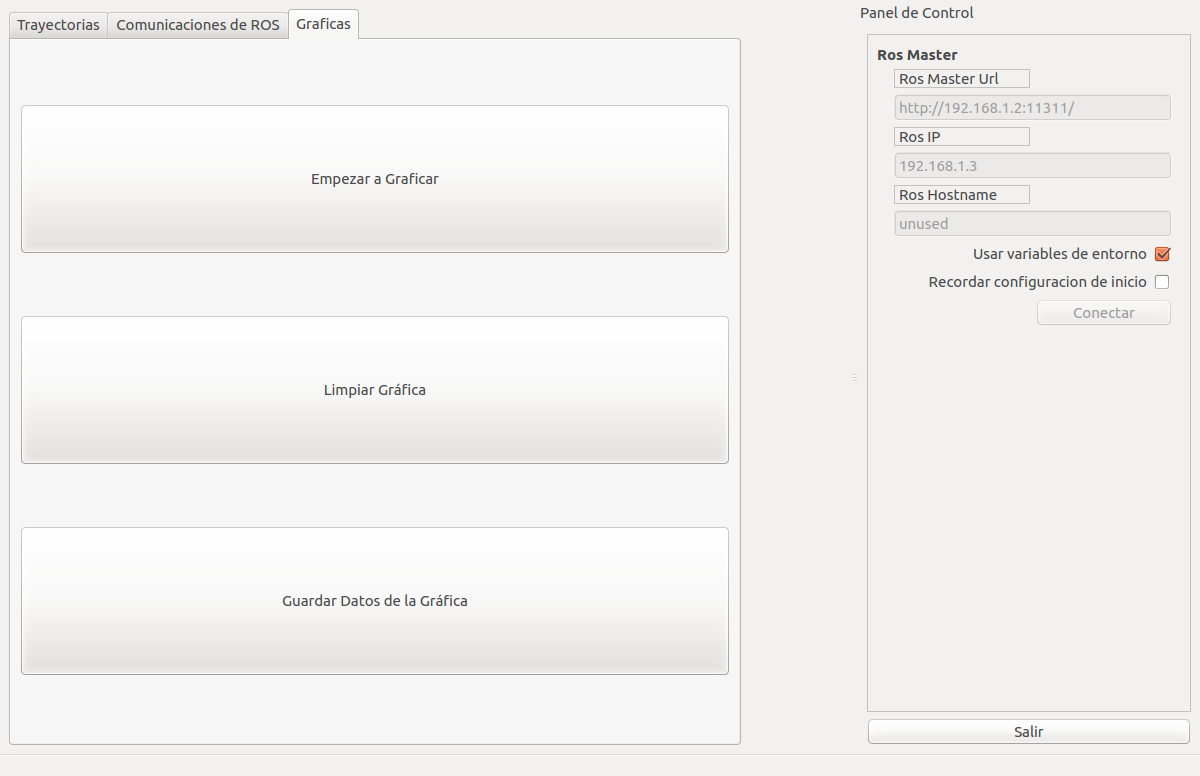 Trayectorias
Comunicaciones de ROS
Graficas
Empezar a Graficar
Limpiar Gráfica
Guardar Datos de la Gráfica
Panel de Control
Ros Master
Ros Master Url
http://192.168.1.2:11311/
Ros IP
192.168.1.3
Ros Hostname
unused
Usar variables de entorno
Recordar configuracion de inicio
Conectar
Salir